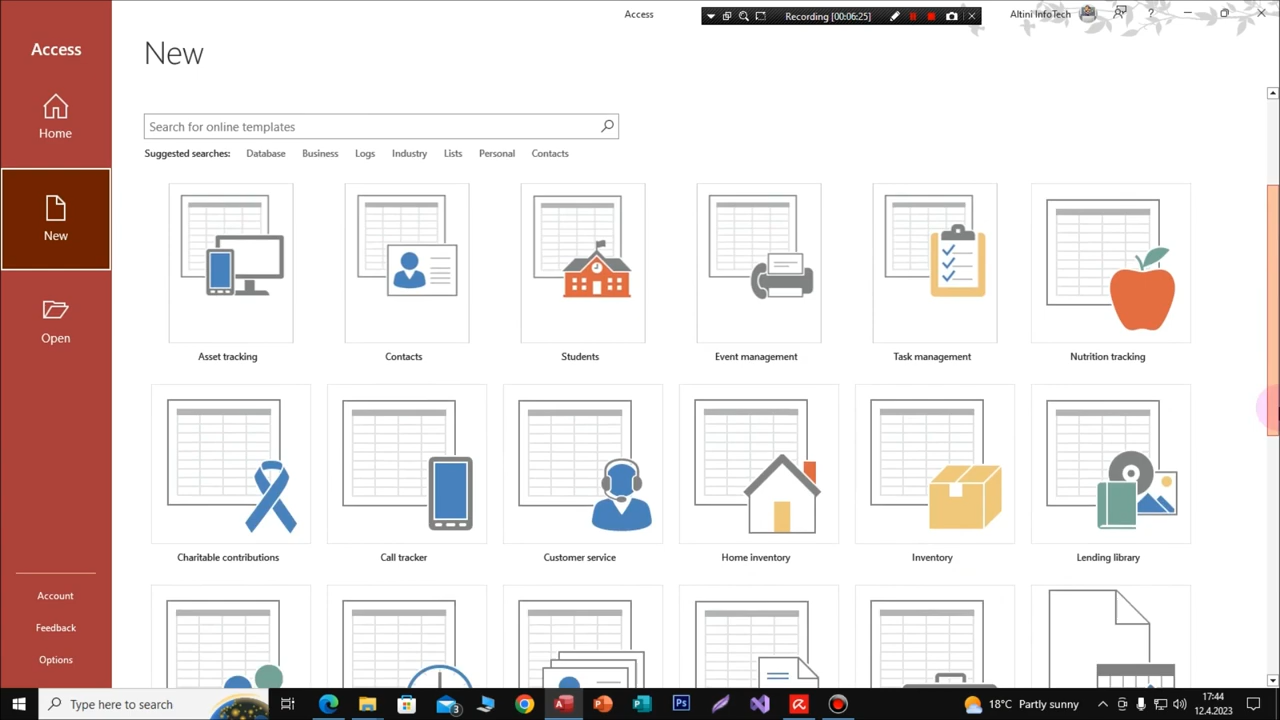 Access
Recording [00:06:25]
Altini InfoTech
?
Access
New
Home
Search for online templates
Suggested searches: Database Business Logs Industry Lists Personal Contacts
New
Open
Asset tracking Contacts Students Event management Task management Nutrition tracking
Charitable contributions Call tracker Customer service Home inventory Inventory Lending library
Account
Feedback
Options
Type here to search
3
A
Ps
18°C Partly sunny
17:44
12.4.2023